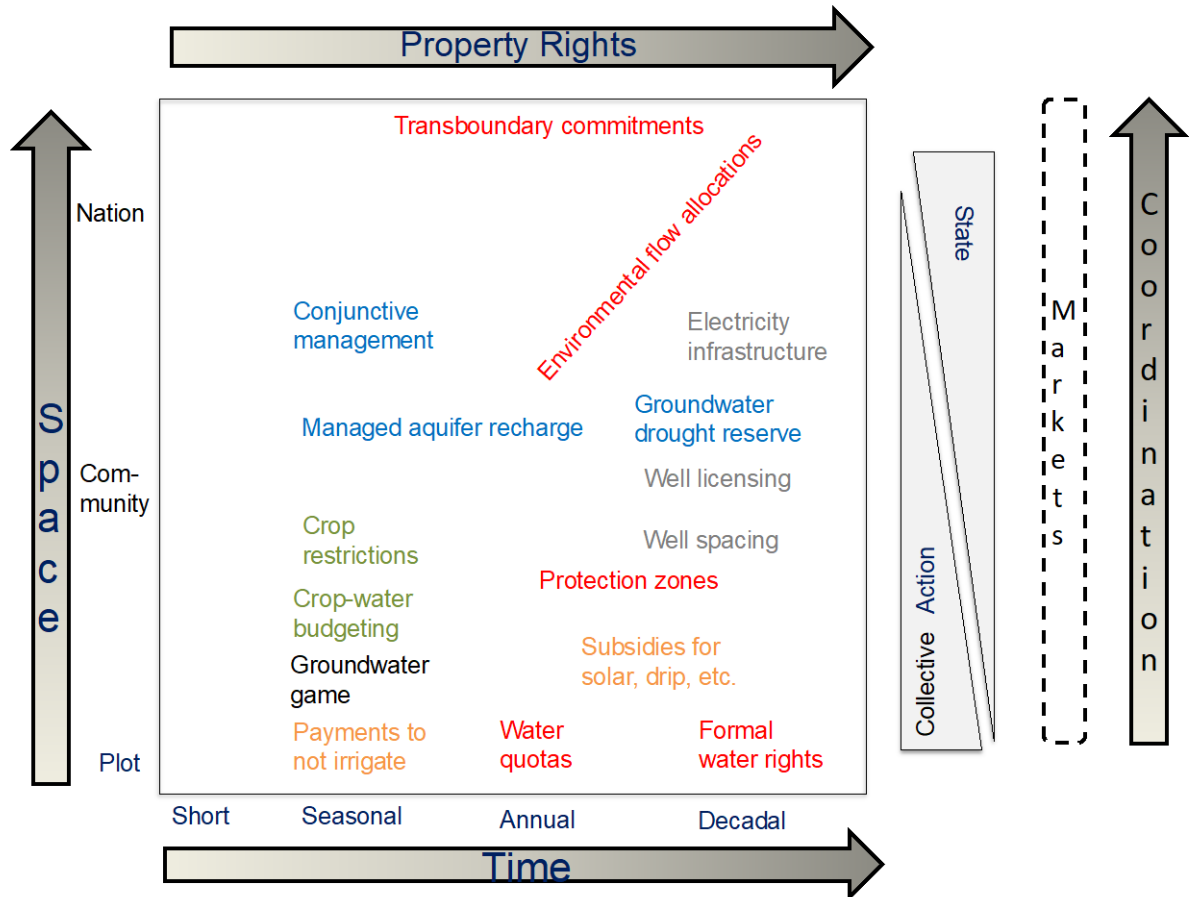 Property Rights
Transboundary commitments
Nation
Environmental flow allocations
Conjunctive
management
Electricity
infrastructure
Managed aquifer recharge
Groundwater
drought reserve
Com-
munity
Well licensing
Crop
restrictions
Well spacing
Protection zones
Crop-water
budgeting
Subsidies for
solar, drip, etc.
Groundwater
game
Payments to
not irrigate
Water
quotas
Formal
water rights
Plot
Short
Seasonal
Annual
Decadal
Time
Space
State
Collective Action
Markets
Coordination